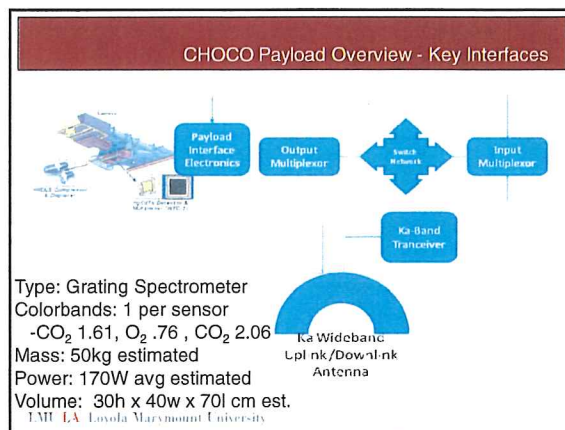 CHOCO Payload Overview - Key Interfaces
Payload
Interface
Electronics
Output
Multiplexor
Switch
Network
Input
Multiplexor
Ka-Band
Tranceiver
Type: Grating Spectrometer
Colorbands: 1 per sensor
-CO₂ 1.61, O₂ .76 , CO₂ 2.06
Ka Wideband
Uplink/Downlink
Antenna
Mass: 50kg estimated
Power: 170W avg estimated
Volume: 30h x 40w x 70l cm est.
LMU LA Loyola Marymount University